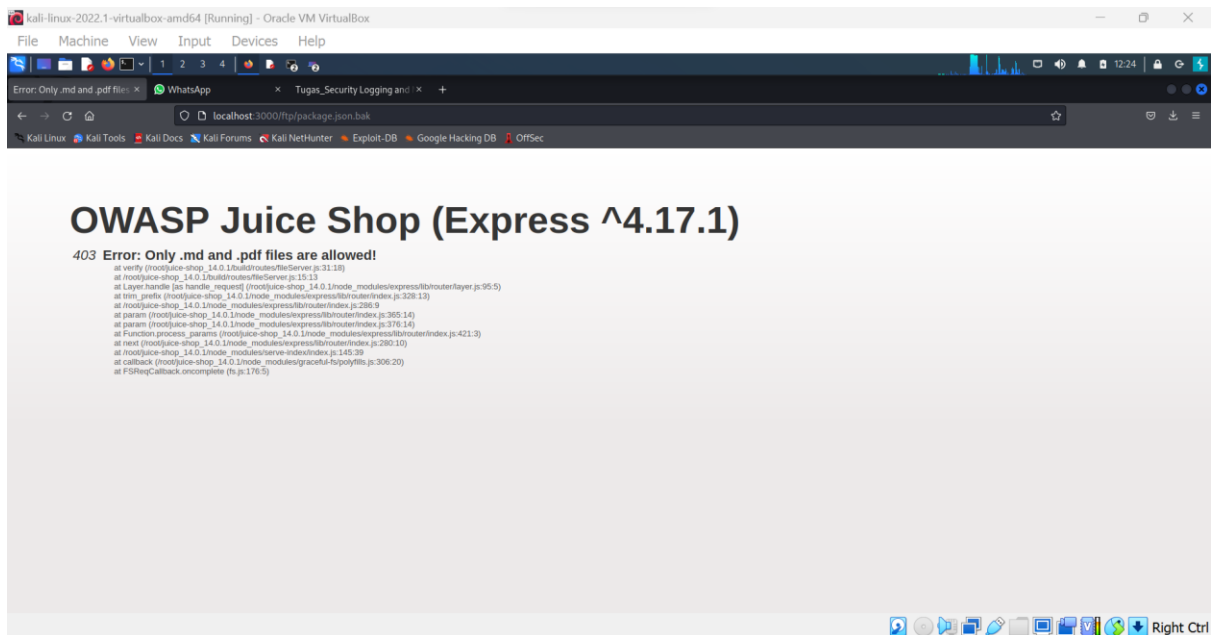 kali-linux-2022.1-virtualbox-amd64 [Running] - Oracle VM VirtualBox
File Machine View Input Devices Help
1 2 3 4 12:24
Error: Only .md and .pdf files WhatsApp Tugas_Security Logging and
localhost:3000/ftp/package.json.bak
Kali Linux Kali Tools Kali Docs Kali Forums Kali NetHunter Exploit-DB Google Hacking DB OffSec
OWASP Juice Shop (Express ^4.17.1)
403 Error: Only .md and .pdf files are allowed!
at verify (/root/juice-shop_14.0.1/build/routes/fileServer.js:31:18)
at /root/juice-shop_14.0.1/build/routes/fileServer.js:15:13
at Layer.handle [as handle_request] (/root/juice-shop_14.0.1/node_modules/express/lib/router/layer.js:95:5)
at trim_prefix (/root/juice-shop_14.0.1/node_modules/express/lib/router/index.js:328:13)
at /root/juice-shop_14.0.1/node_modules/express/lib/router/index.js:286:9
at param (/root/juice-shop_14.0.1/node_modules/express/lib/router/index.js:365:14)
at param (/root/juice-shop_14.0.1/node_modules/express/lib/router/index.js:376:14)
at Function.process_params (/root/juice-shop_14.0.1/node_modules/express/lib/router/index.js:421:3)
at next (/root/juice-shop_14.0.1/node_modules/express/lib/router/index.js:280:10)
at /root/juice-shop_14.0.1/node_modules/serve-index/index.js:145:39
at callback (/root/juice-shop_14.0.1/node_modules/graceful-fs/polyfills.js:306:20)
at FSReqCallback.oncomplete (fs.js:176:5)
Right Ctrl